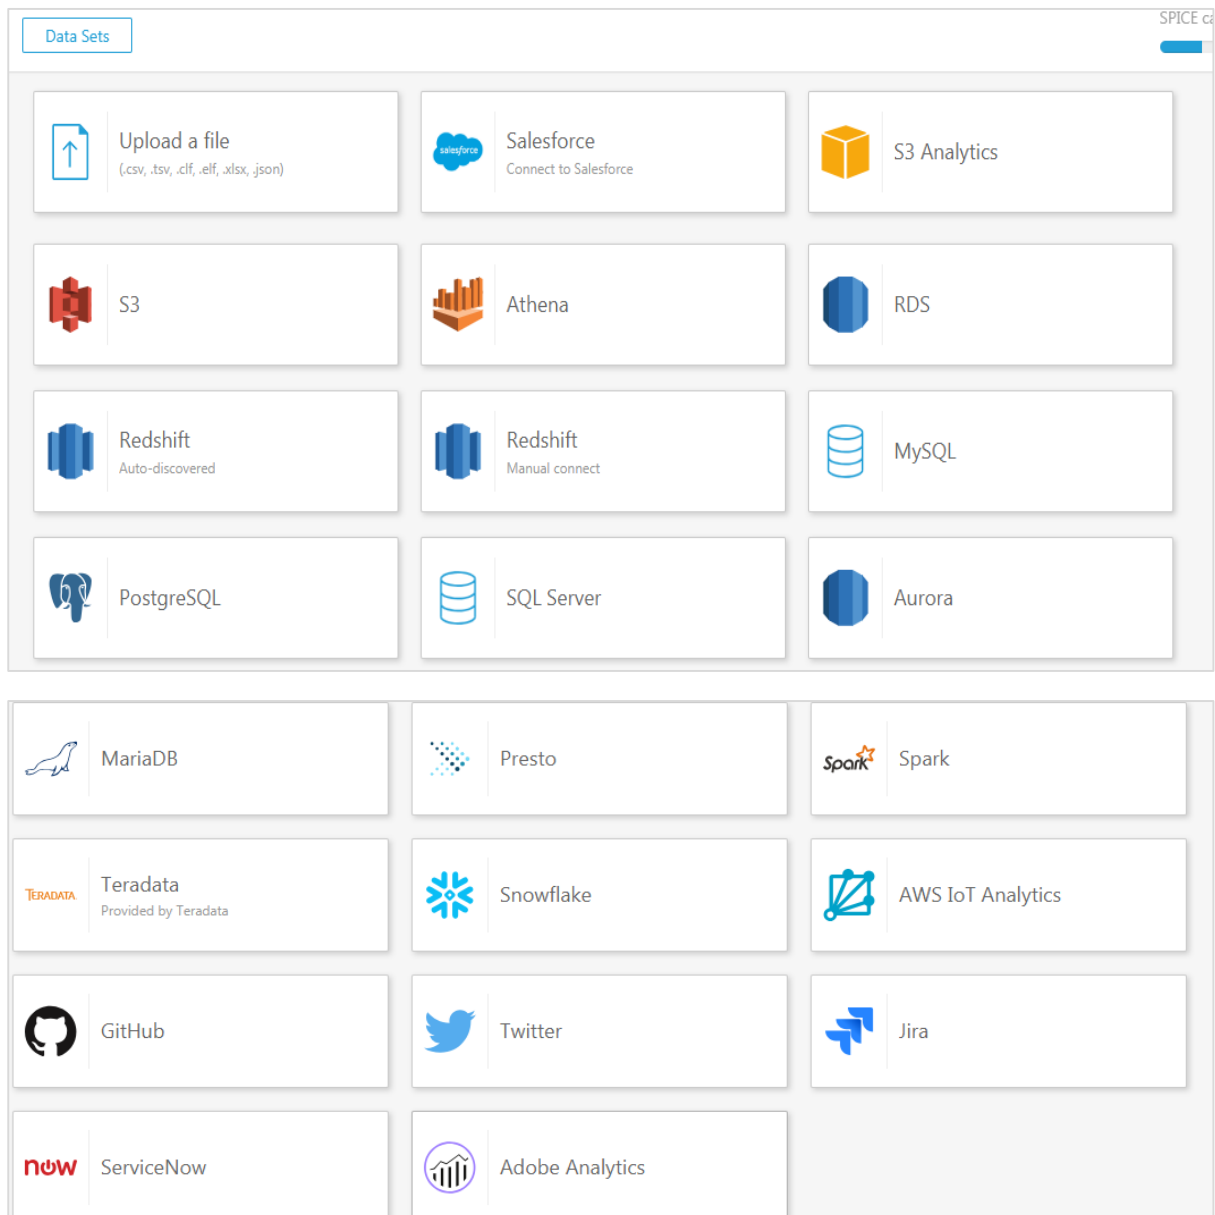 Data Sets
SPICE ca
Upload a file
(.csv, .tsv, .clf, .elf, .xlsx, .json)
salesforce
Salesforce
Connect to Salesforce
S3 Analytics
S3
Athena
RDS
Redshift
Auto-discovered
Redshift
Manual connect
MySQL
PostgreSQL
SQL Server
Aurora
MariaDB
Presto
Spark
Spark
TERADATA
Teradata
Provided by Teradata
Snowflake
AWS IoT Analytics
GitHub
Twitter
Jira
now
ServiceNow
Adobe Analytics